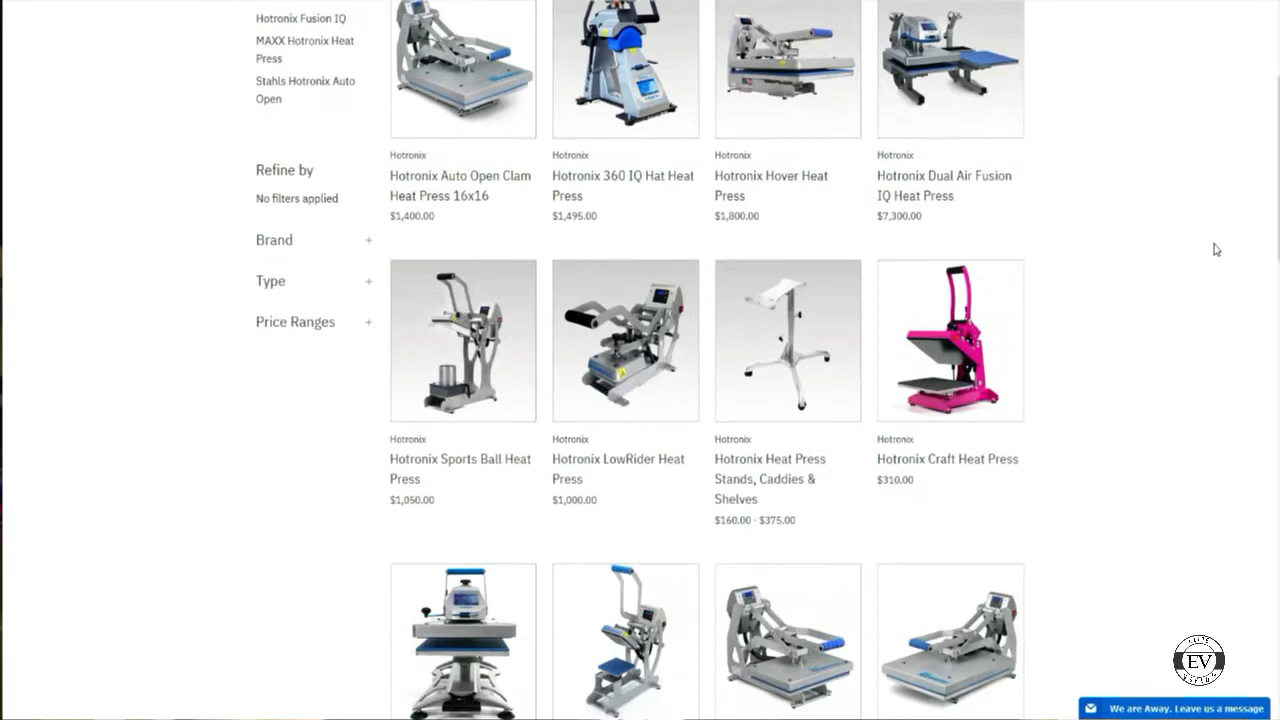 Hotronix Fusion IQ
MAXX Hotronix Heat
Press
Stahls Hotronix Auto
Open
Refine by
No filters applied
Brand +
Type +
Price Ranges +
Hotronix
Hotronix Auto Open Clam
Heat Press 16x16
$1,400.00
Hotronix
Hotronix 360 IQ Hat Heat
Press
$1,495.00
Hotronix
Hotronix Hover Heat
Press
$1,800.00
Hotronix
Hotronix Dual Air Fusion
IQ Heat Press
$7,300.00
Hotronix
Hotronix Sports Ball Heat
Press
$1,050.00
Hotronix
Hotronix LowRider Heat
Press
$1,000.00
Hotronix
Hotronix Heat Press
Stands, Caddies &
Shelves
$160.00 - $375.00
Hotronix
Hotronix Craft Heat Press
$310.00
EV
We are Away. Leave us a message